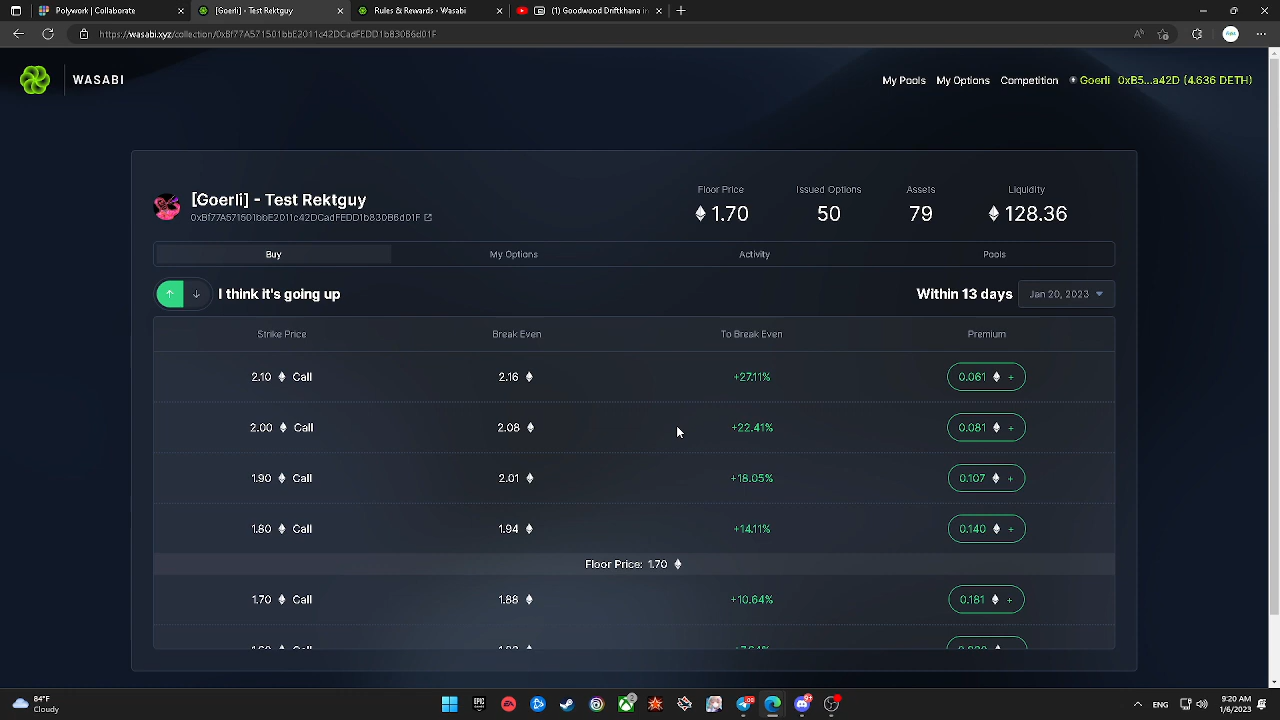 Polywork | Collaborate
[Goerli] - Test Rektguy
Rules & Rewards - Wasabi
(1) Goodwood Driftkhana in
https://wasabi.xyz/collection/0xBf77A571501bbE2011c42DCadFEDD1b830B6d01F
WASABI
My Pools My Options Competition Goerli 0xB5...a42D (4.636 DETH)
[Goerli] - Test Rektguy
0xBf77A571501bbE2011c42DCadFEDD1b830B6d01F
Floor Price Issued Options Assets Liquidity
1.70 50 79 128.36
Buy My Options Activity Pools
I think it's going up Within 13 days Jan 20, 2023
Strike Price Break Even To Break Even Premium
2.10 Call 2.16 +27.11% 0.061 +
2.00 Call 2.08 +22.41% 0.081 +
1.90 Call 2.01 +18.05% 0.107 +
1.80 Call 1.94 +14.11% 0.140 +
Floor Price: 1.70
1.70 Call 1.88 +10.64% 0.181 +
84°F
Cloudy
ENG
9:20 AM
1/6/2023